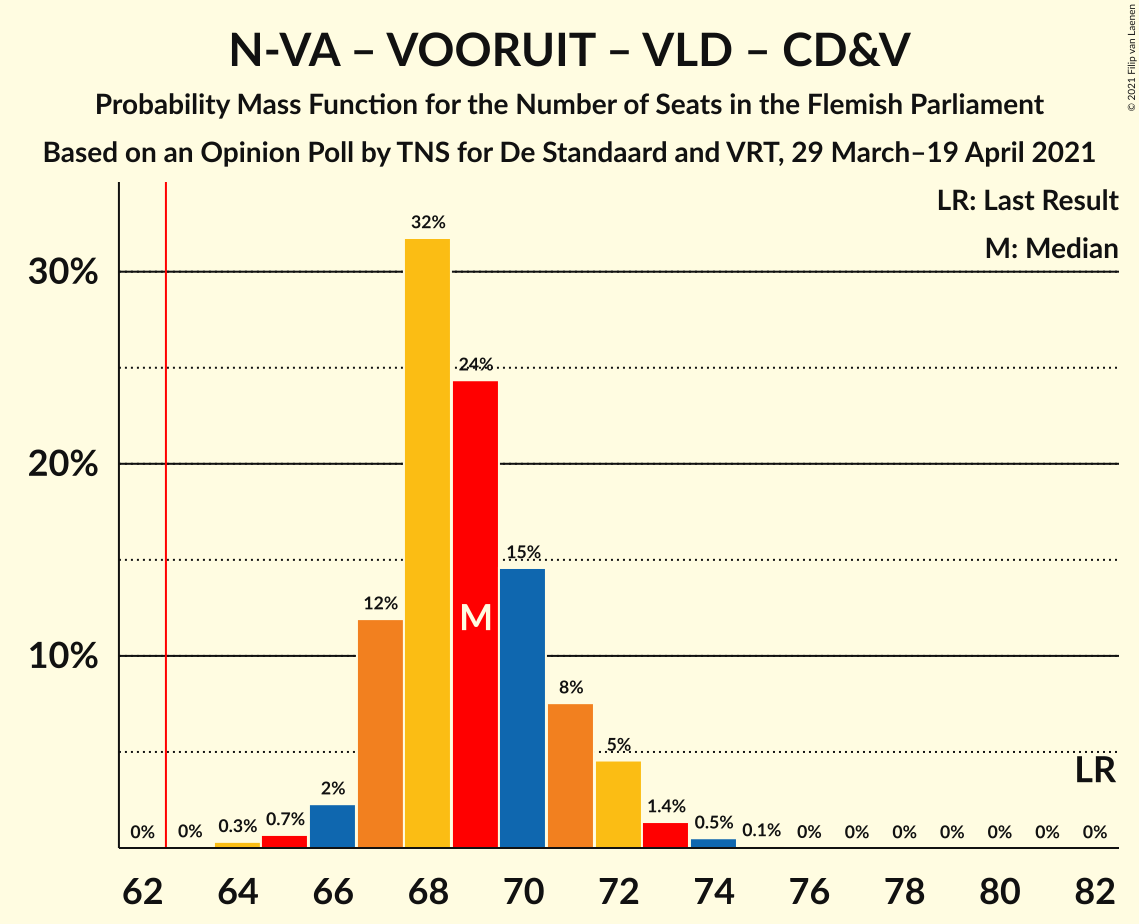 © 2021 Filip van Laenen
N-VA – VOORUIT – VLD – CD&V
Probability Mass Function for the Number of Seats in the Flemish Parliament
Based on an Opinion Poll by TNS for De Standaard and VRT, 29 March–19 April 2021
LR: Last Result
M: Median
30%
20%
10%
0% 0% 0.3% 0.7% 2% 12% 32% 24% 15% 8% 5% 1.4% 0.5% 0.1% 0% 0% 0% 0% 0% 0% 0%
M
LR
62 64 66 68 70 72 74 76 78 80 82